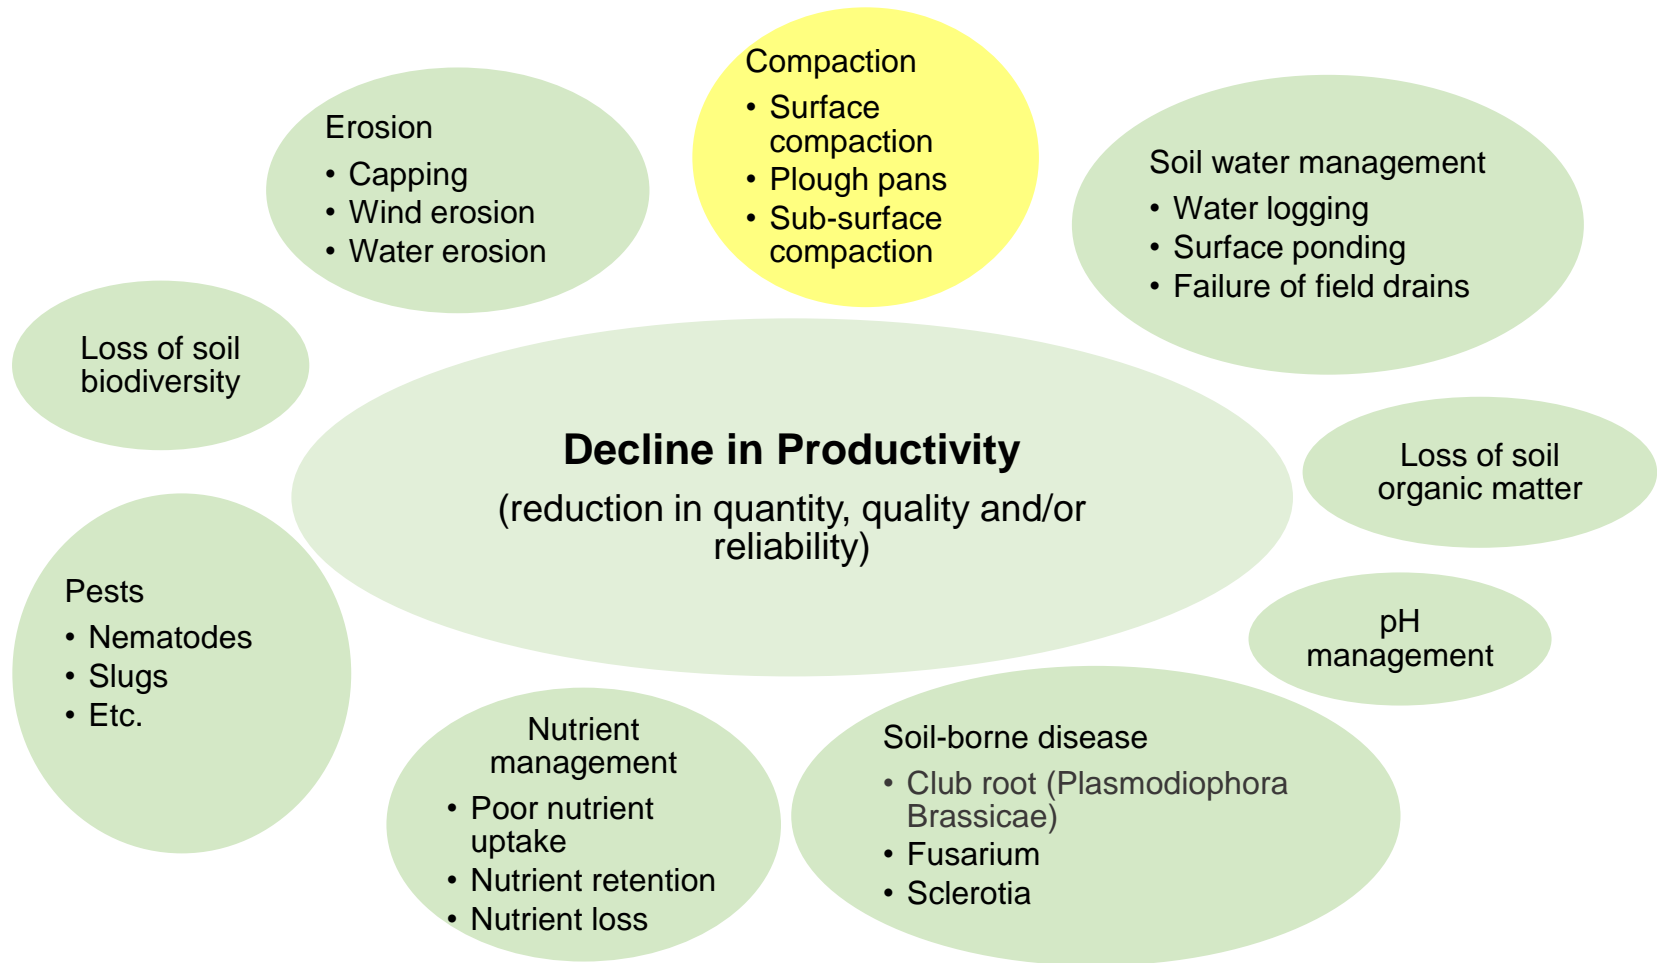 Compaction
• Surface
compaction
• Plough pans
• Sub-surface
compaction
Erosion
• Capping
• Wind erosion
• Water erosion
Soil water management
• Water logging
• Surface ponding
• Failure of field drains
Loss of soil
biodiversity
Decline in Productivity
(reduction in quantity, quality and/or
reliability)
Loss of soil
organic matter
Pests
• Nematodes
• Slugs
• Etc.
pH
management
Nutrient
management
• Poor nutrient
uptake
• Nutrient retention
• Nutrient loss
Soil-borne disease
• Club root (Plasmodiophora
Brassicae)
• Fusarium
• Sclerotia